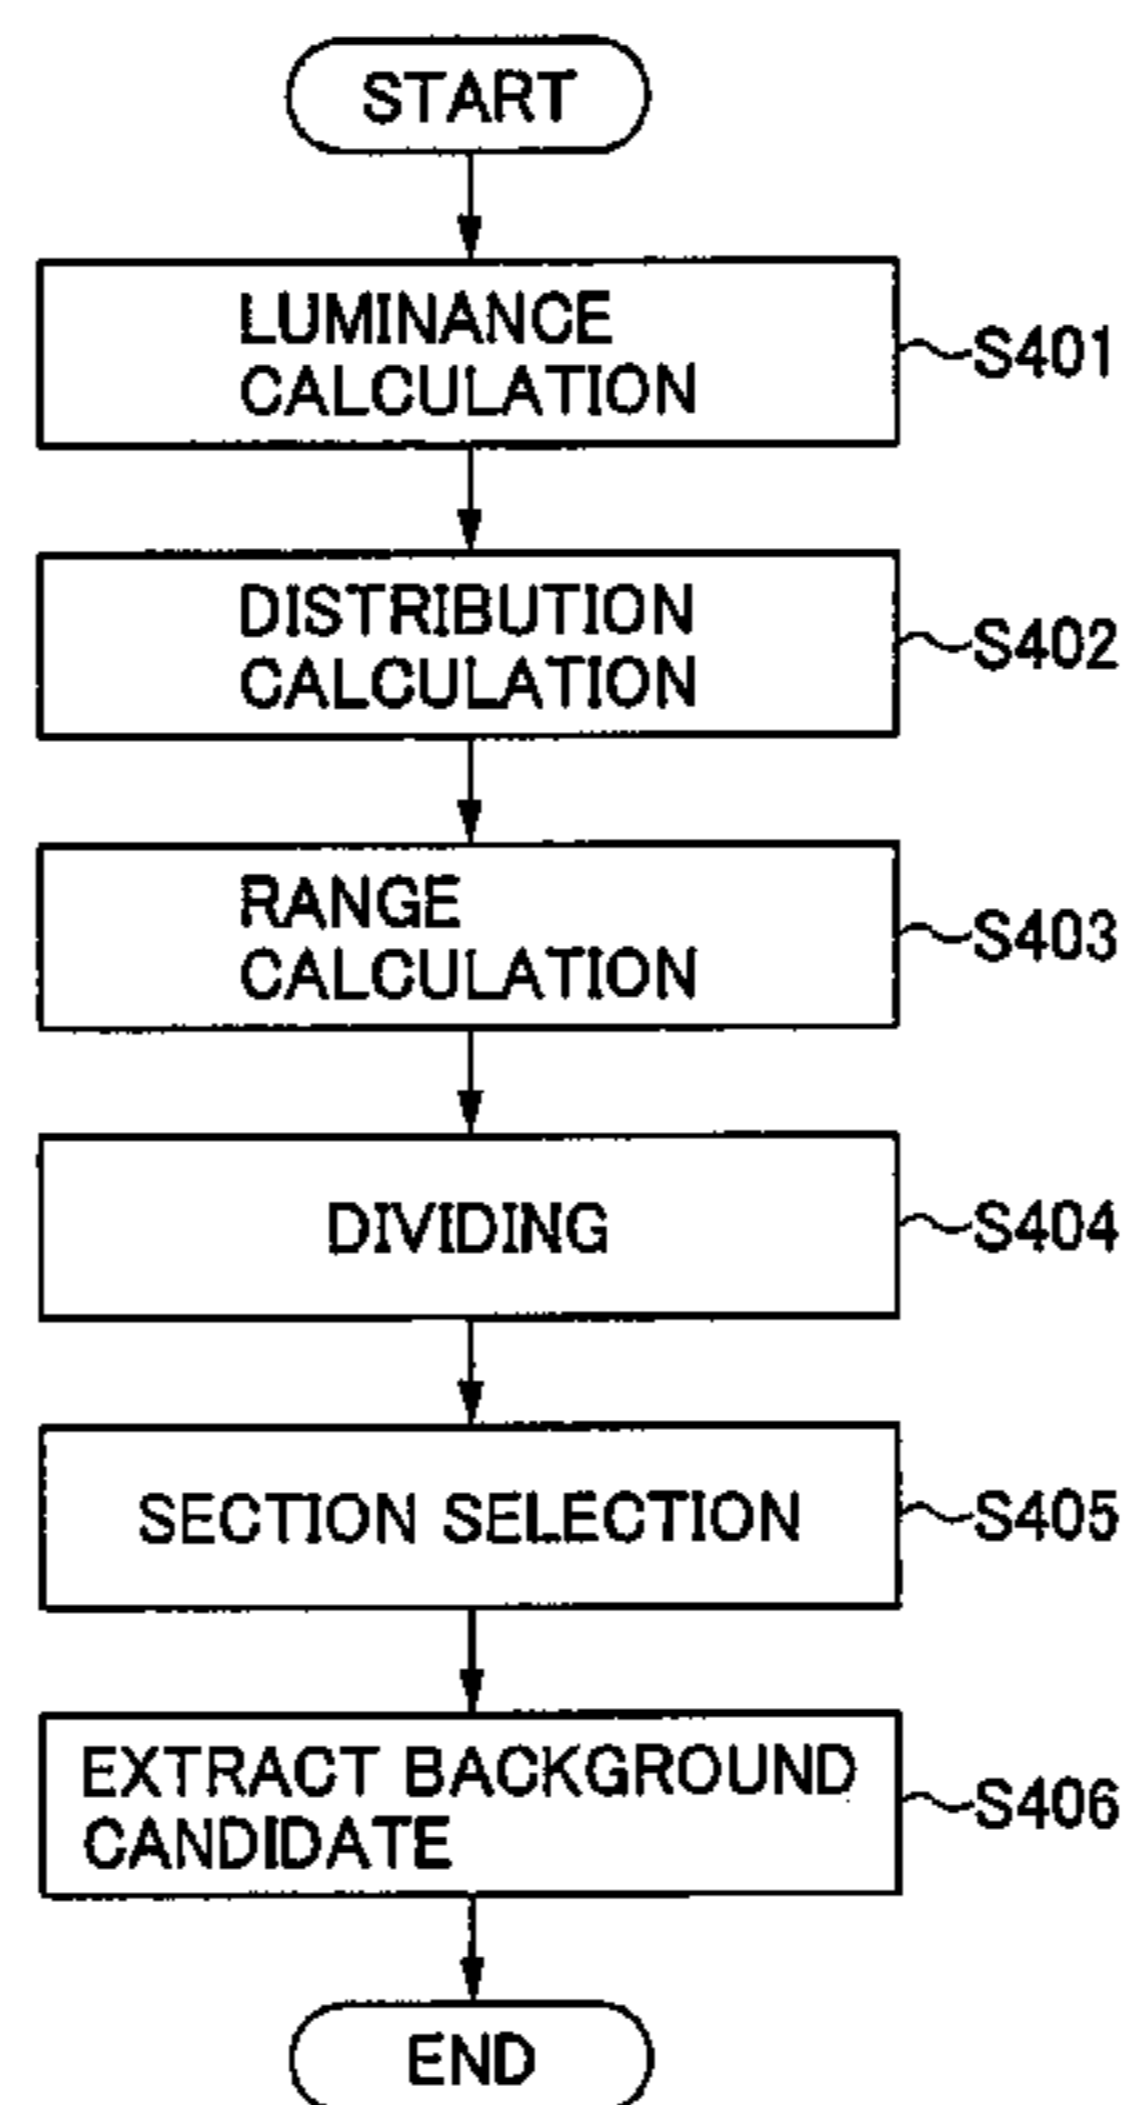 START
LUMINANCE
CALCULATION
S401
DISTRIBUTION
CALCULATION
S402
RANGE
CALCULATION
S403
DIVIDING
S404
SECTION SELECTION
S405
EXTRACT BACKGROUND
CANDIDATE
S406
END